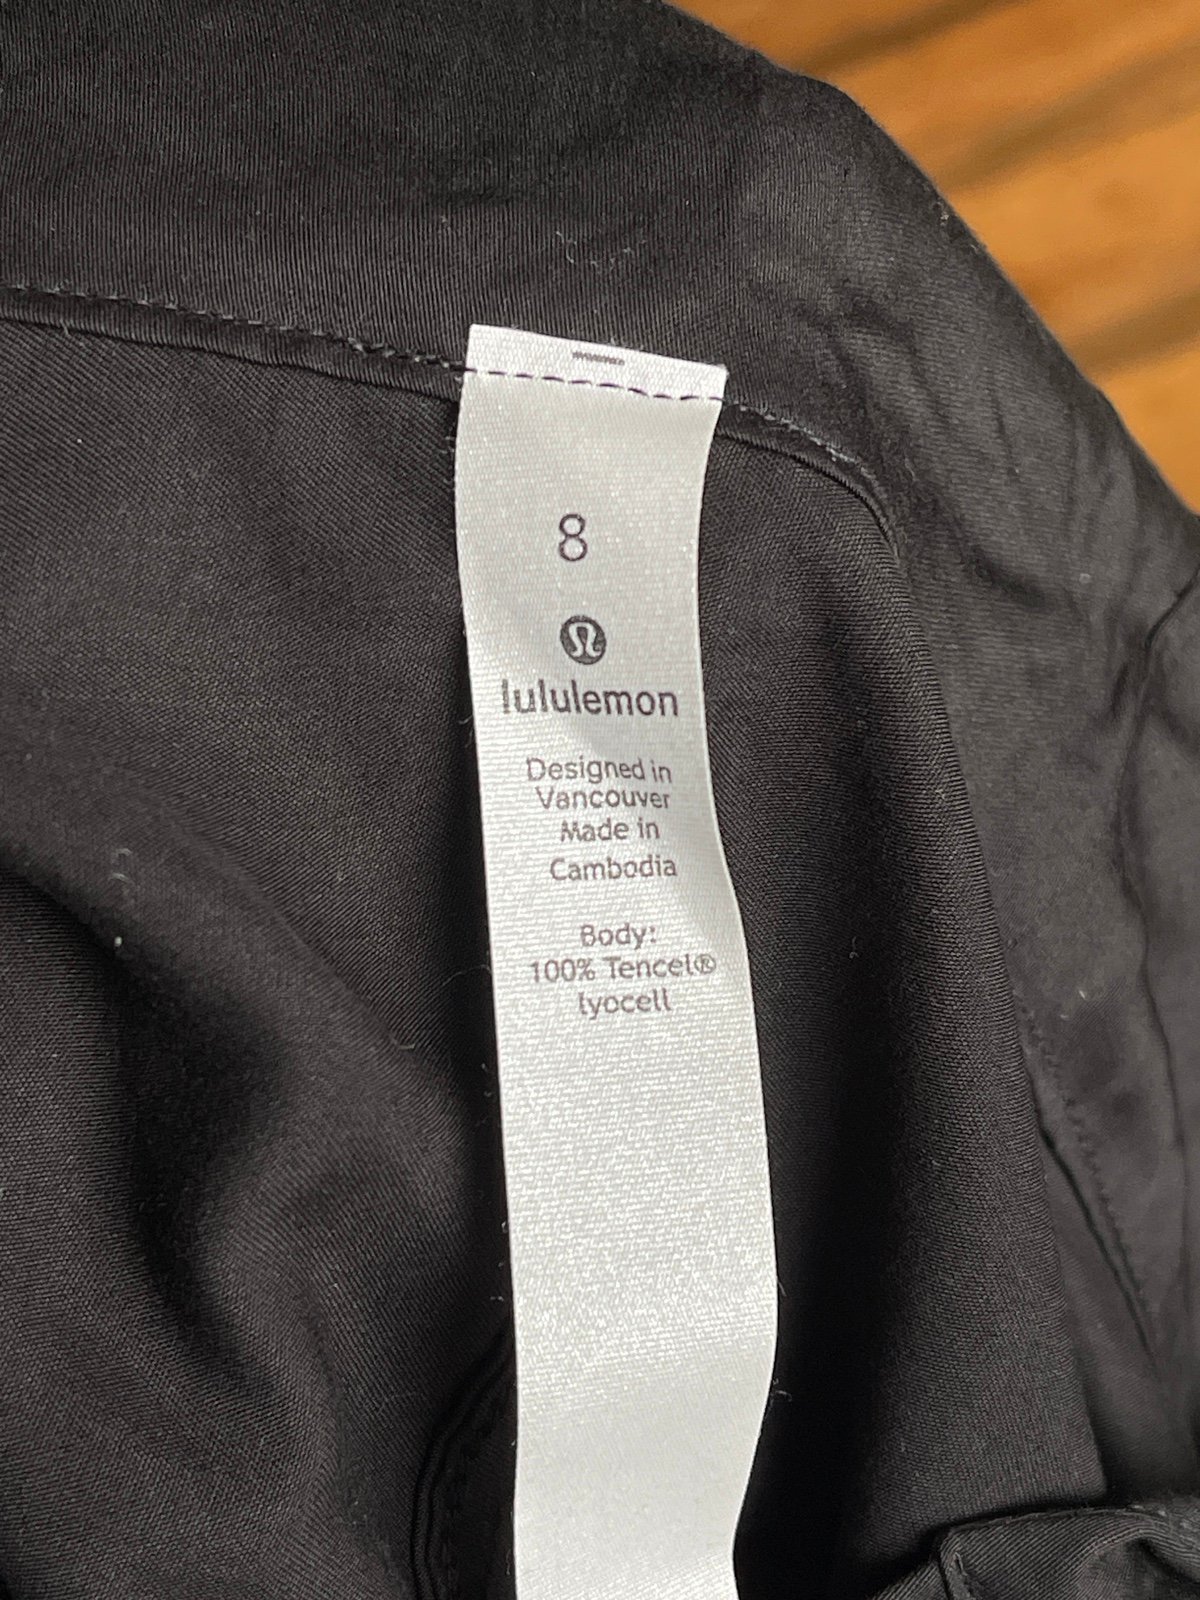 8
lululemon
Designed in
Vancouver
Made in
Cambodia
Body:
100% Tencel®
lyocell